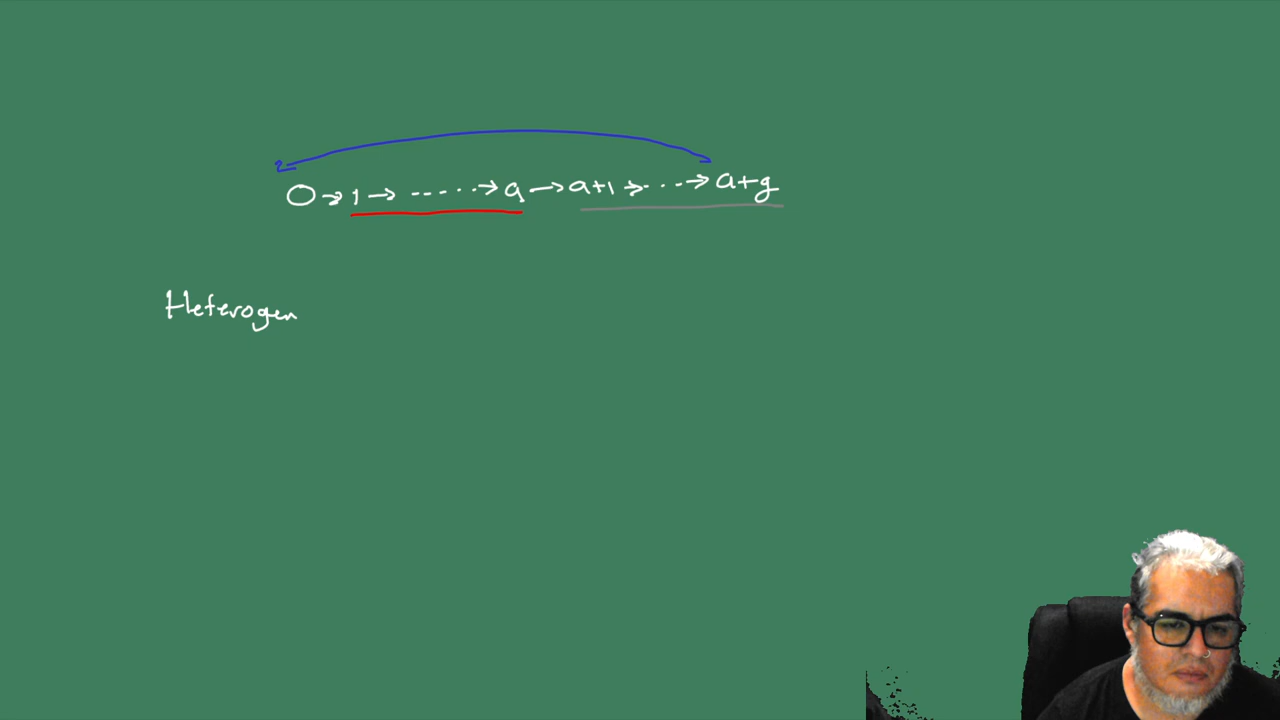 0 → 1 → ------⋯→ a → a+1 → ⋯ → a+g
Heterogen